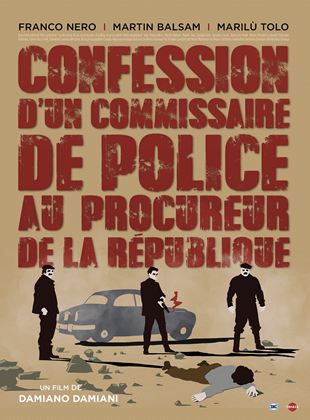 FRANCO NERO | MARTIN BALSAM | MARILÙ TOLO
CONFESSION
D'UN COMMISSAIRE
DE POLICE
AU PROCUREUR
DE LA RÉPUBLIQUE
UN FILM DE
DAMIANO DAMIANI